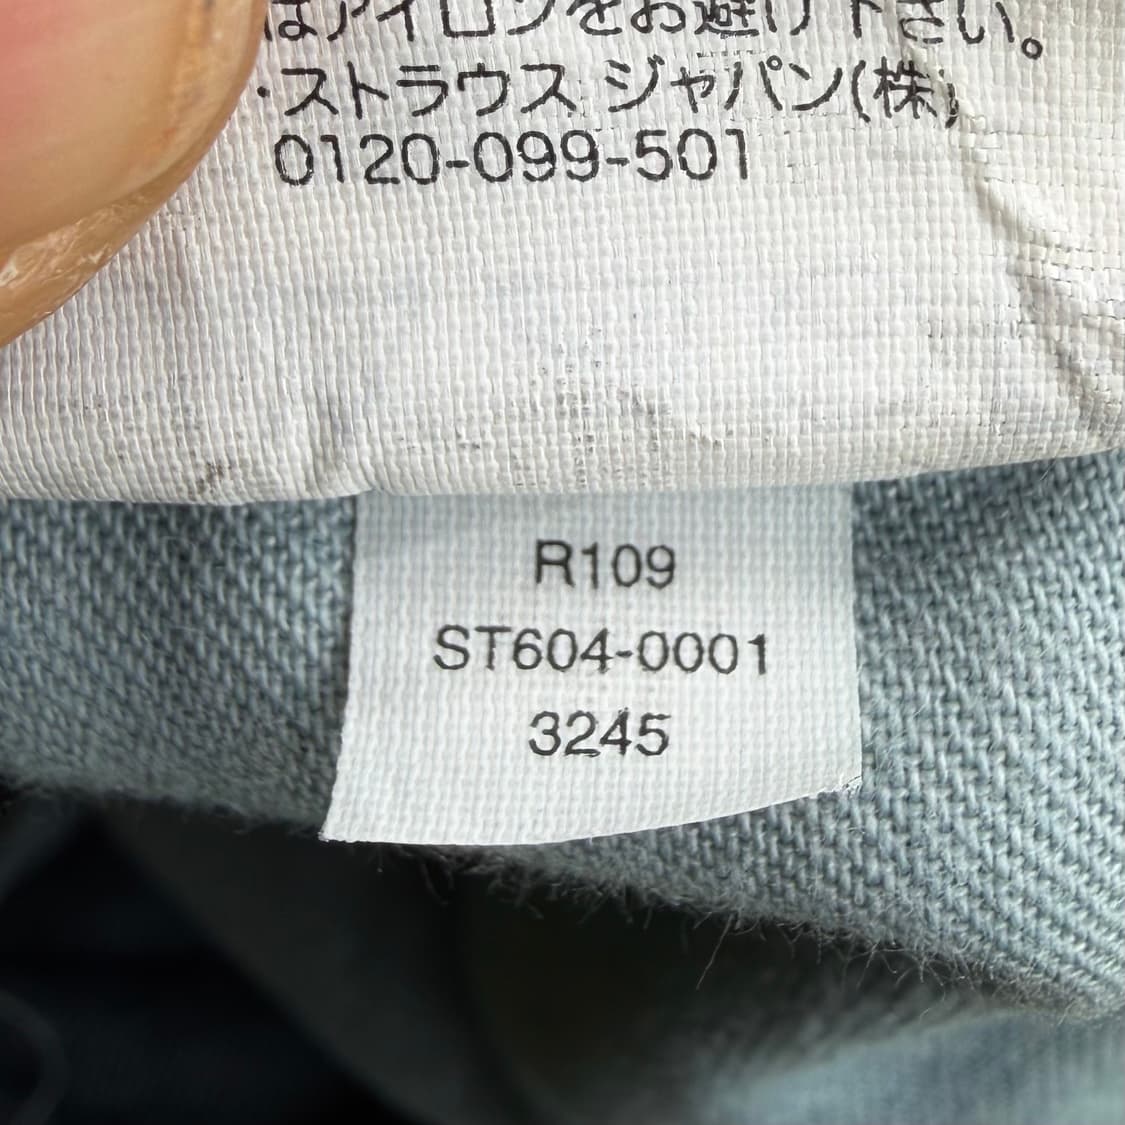 はアイロンをお避け下さい。
・ストラウス ジャパン(株)
0120-099-501
R109
ST604-0001
3245